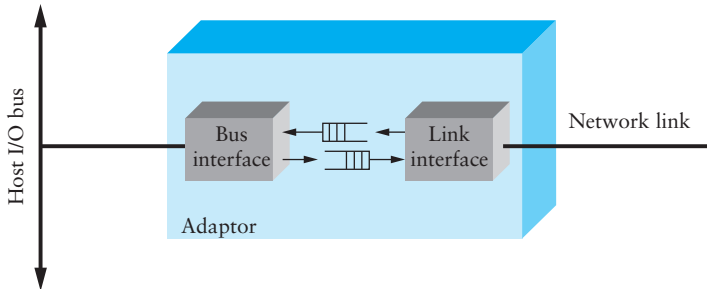 Host I/O bus
Bus
interface
Link
interface
Network link
Adaptor